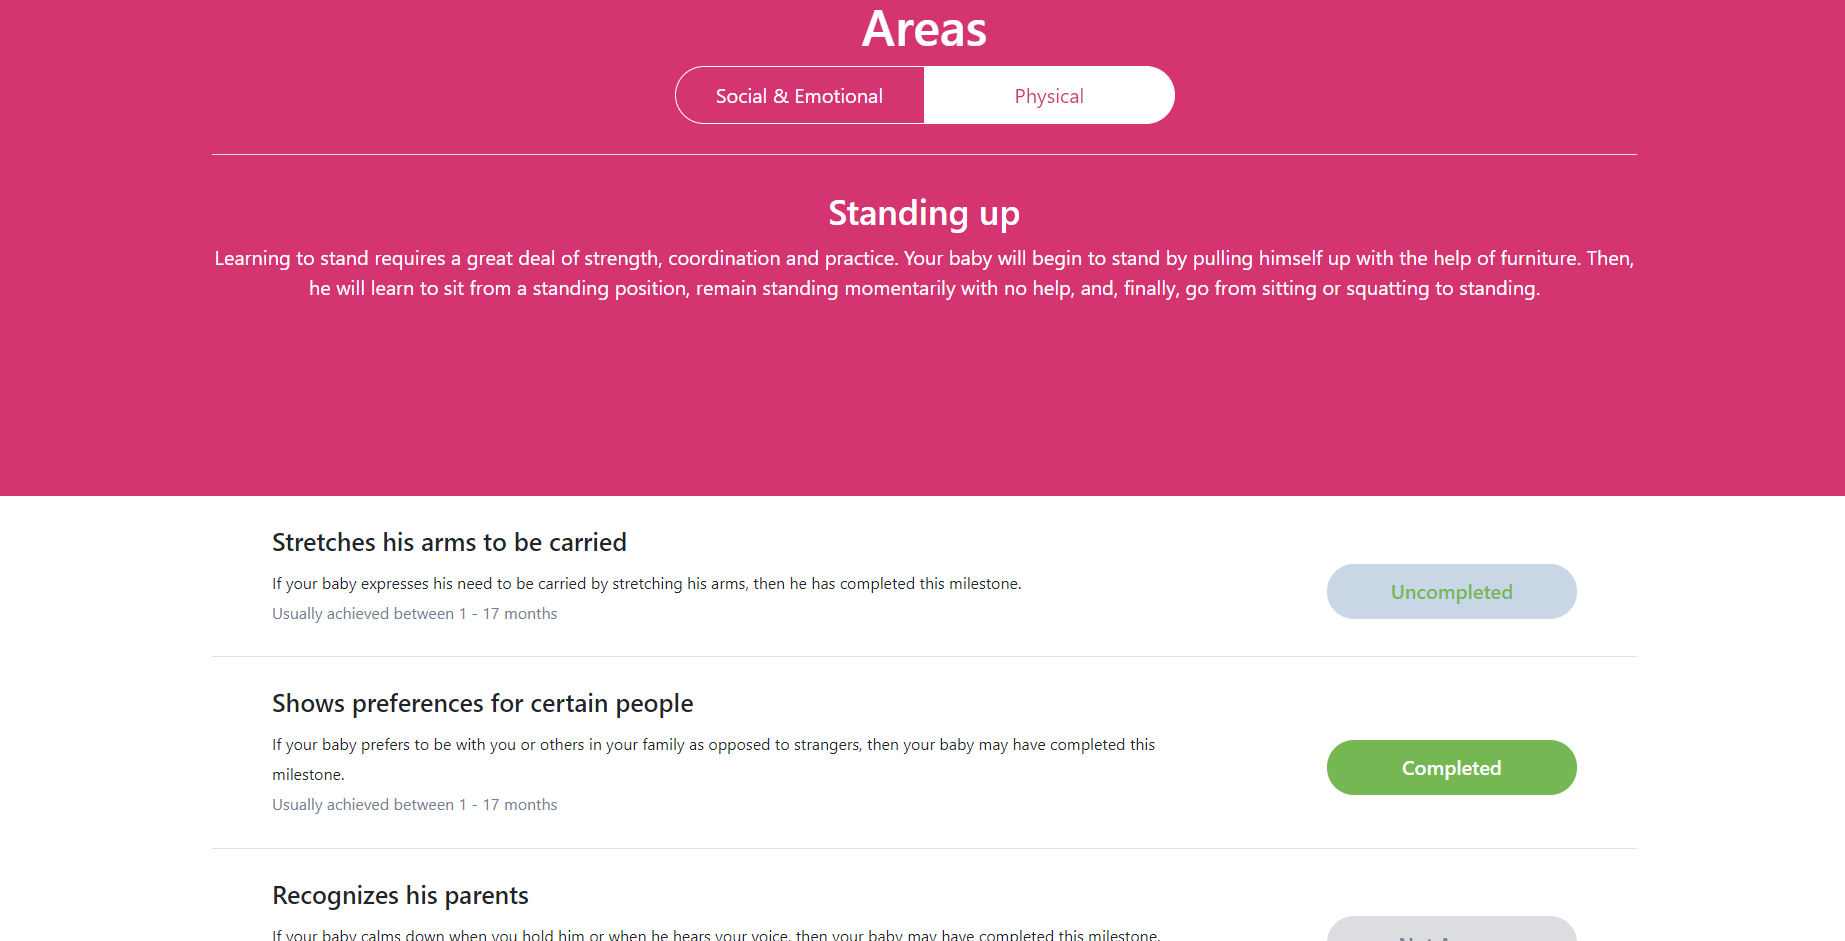 Areas
Social & Emotional
Physical
Standing up
Learning to stand requires a great deal of strength, coordination and practice. Your baby will begin to stand by pulling himself up with the help of furniture. Then,
he will learn to sit from a standing position, remain standing momentarily with no help, and, finally, go from sitting or squatting to standing.
Stretches his arms to be carried
If your baby expresses his need to be carried by stretching his arms, then he has completed this milestone.
Usually achieved between 1 - 17 months
Uncompleted
Shows preferences for certain people
If your baby prefers to be with you or others in your family as opposed to strangers, then your baby may have completed this
milestone.
Usually achieved between 1 - 17 months
Completed
Recognizes his parents
If your baby calms down when you hold him or when he hears your voice, then your baby may have completed this milestone.